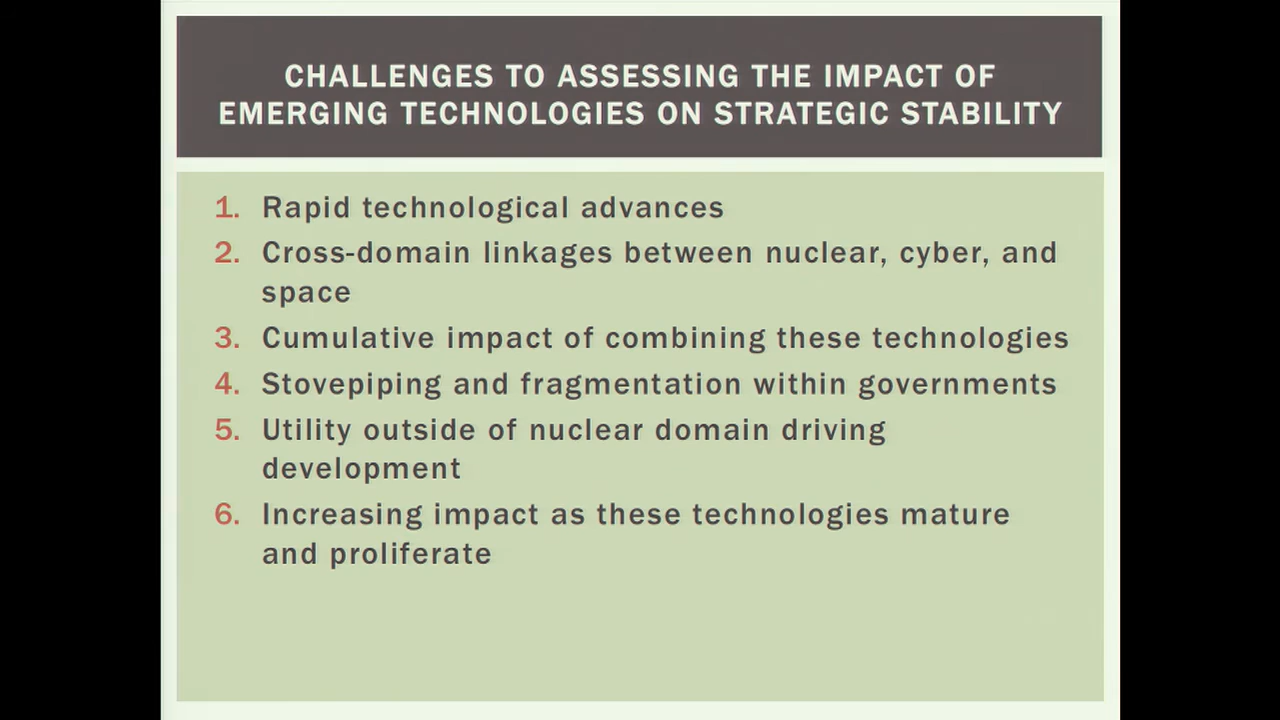 CHALLENGES TO ASSESSING THE IMPACT OF
EMERGING TECHNOLOGIES ON STRATEGIC STABILITY
1. Rapid technological advances
2. Cross-domain linkages between nuclear, cyber, and
space
3. Cumulative impact of combining these technologies
4. Stovepiping and fragmentation within governments
5. Utility outside of nuclear domain driving
development
6. Increasing impact as these technologies mature
and proliferate